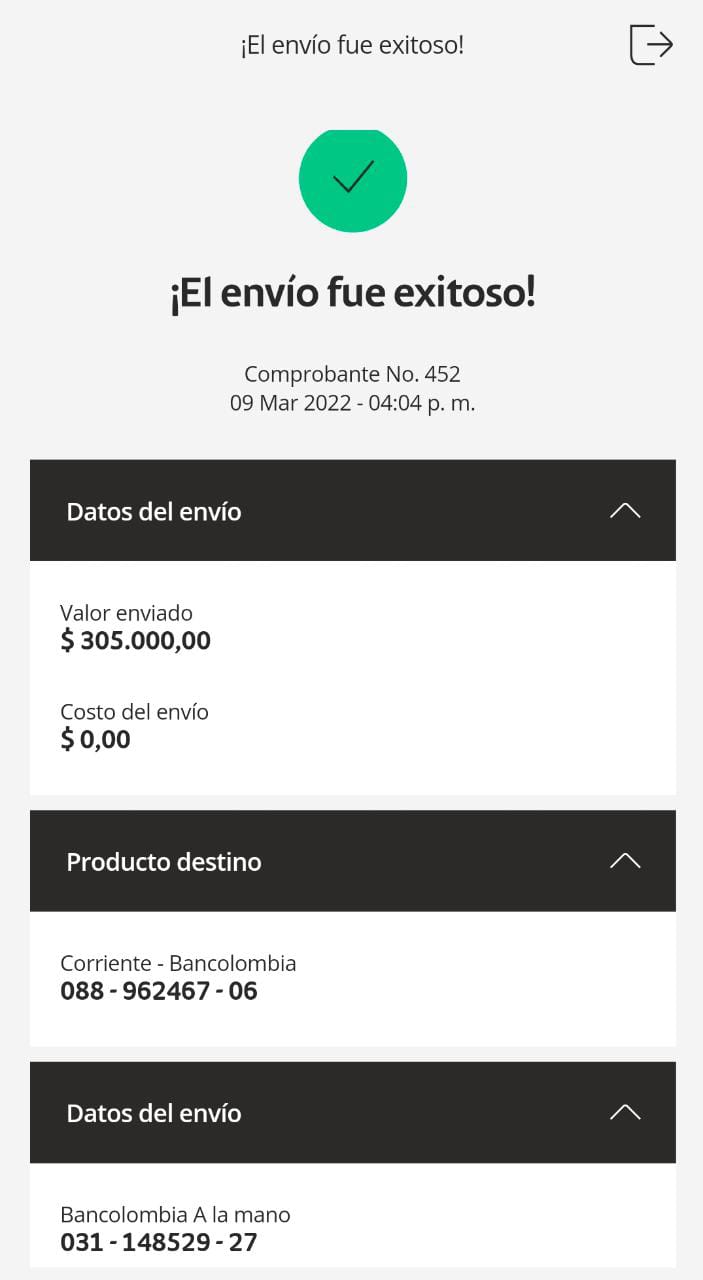 ¡El envío fue exitoso!
¡El envío fue exitoso!
Comprobante No. 452
09 Mar 2022 - 04:04 p. m.
Datos del envío
Valor enviado
$ 305.000,00
Costo del envío
$ 0,00
Producto destino
Corriente - Bancolombia
088 - 962467 - 06
Datos del envío
Bancolombia A la mano
031 - 148529 - 27